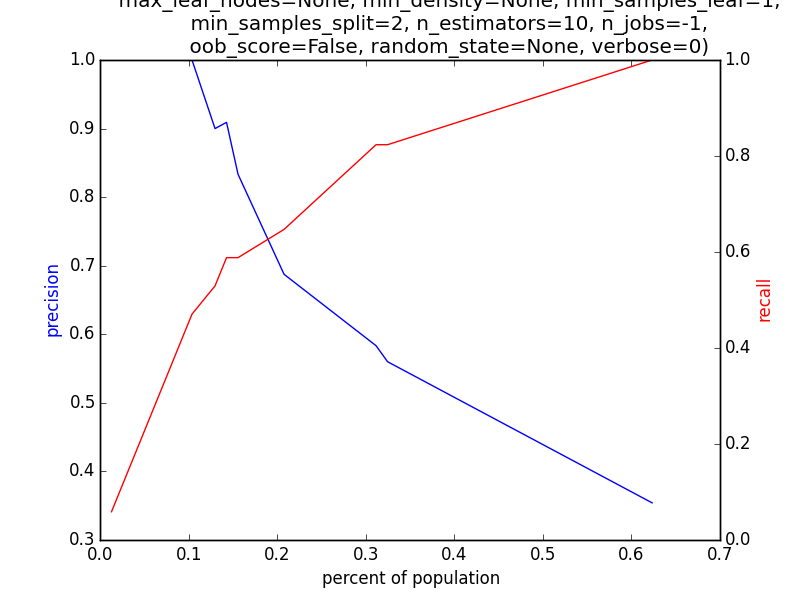 max_leaf_nodes=None, min_density=None, min_samples_leaf=1,
min_samples_split=2, n_estimators=10, n_jobs=-1,
oob_score=False, random_state=None, verbose=0)
1.0
0.9
0.8
0.7
0.6
0.5
0.4
0.3
precision
1.0
0.8
0.6
0.4
0.2
0.0
recall
0.0 0.1 0.2 0.3 0.4 0.5 0.6 0.7
percent of population